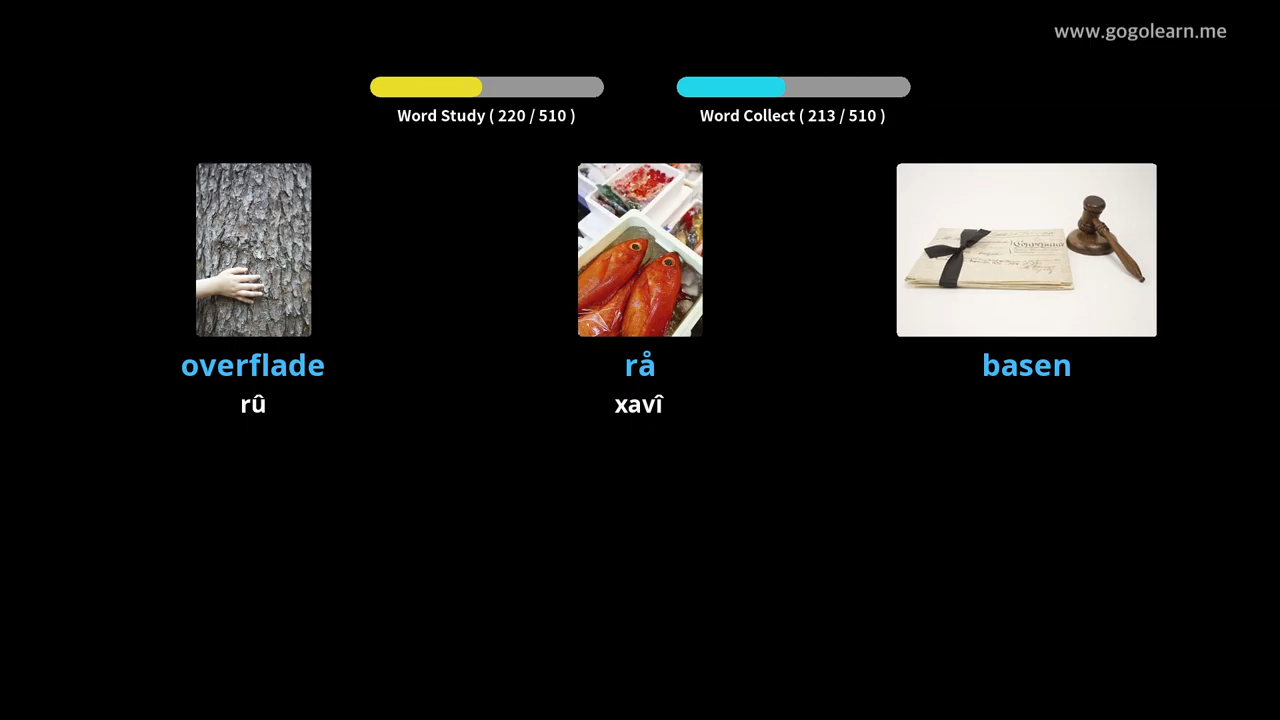 www.gogolearn.me
Word Study ( 220 / 510 )
Word Collect ( 213 / 510 )
overflade
rå
basen
rû
xavî